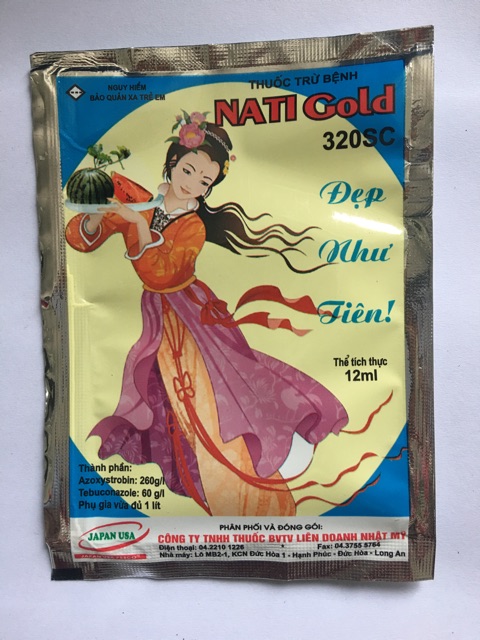 NGUY HIỂM
BẢO QUẢN XA TRẺ EM
THUỐC TRỪ BỆNH
NATI Gold
320SC
Đẹp
Như
Tiên!
Thể tích thực
12ml
Thành phần:
Azoxystrobin: 260g/l
Tebuconazole: 60 g/l
Phụ gia vừa đủ 1 lít
JAPAN USA
PHÂN PHỐI VÀ ĐÓNG GÓI:
CÔNG TY TNHH THUỐC BVTV LIÊN DOANH NHẬT MỸ
Điện thoại: 04.2210 1226 * Fax: 04.3755 5764
Nhà máy: Lô MB2-1, KCN Đức Hòa 1 - Hạnh Phúc - Đức Hòa - Long An